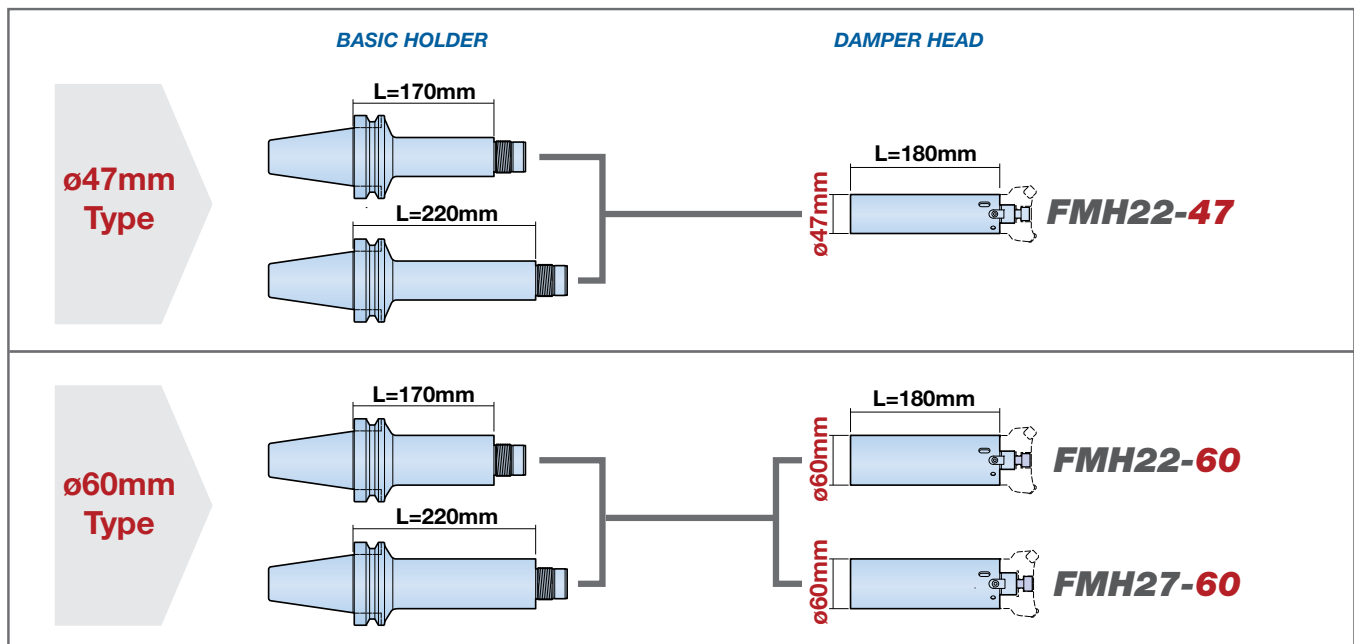 BASIC HOLDER
DAMPER HEAD
ø47mm
Type
L=170mm
L=220mm
L=180mm
ø47mm
FMH22-47
ø60mm
Type
L=170mm
L=220mm
L=180mm
ø60mm
FMH22-60
ø60mm
FMH27-60